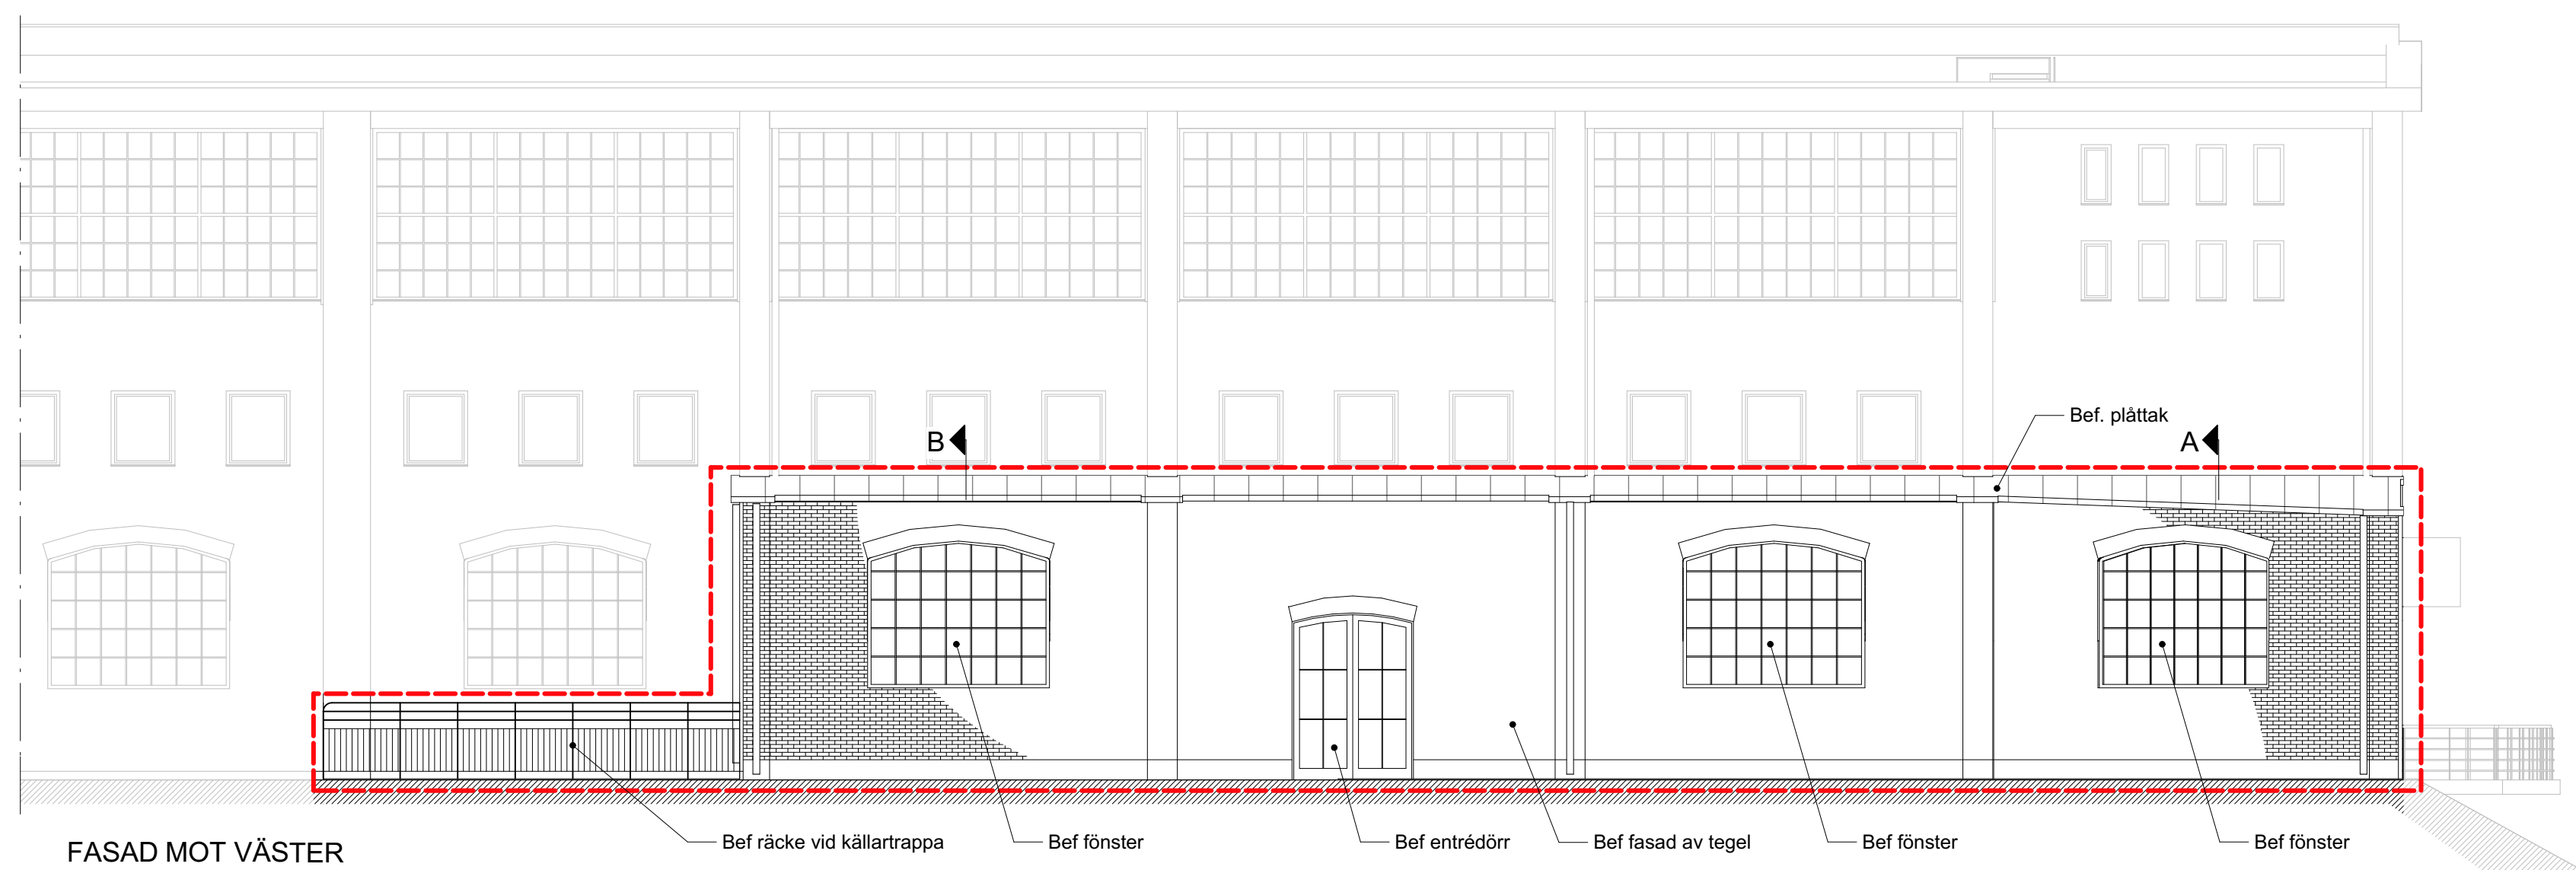 Bef. plåttak
B
A
Bef räcke vid källartrappa
Bef fönster
Bef entrédörr
Bef fasad av tegel
Bef fönster
Bef fönster
FASAD MOT VÄSTER